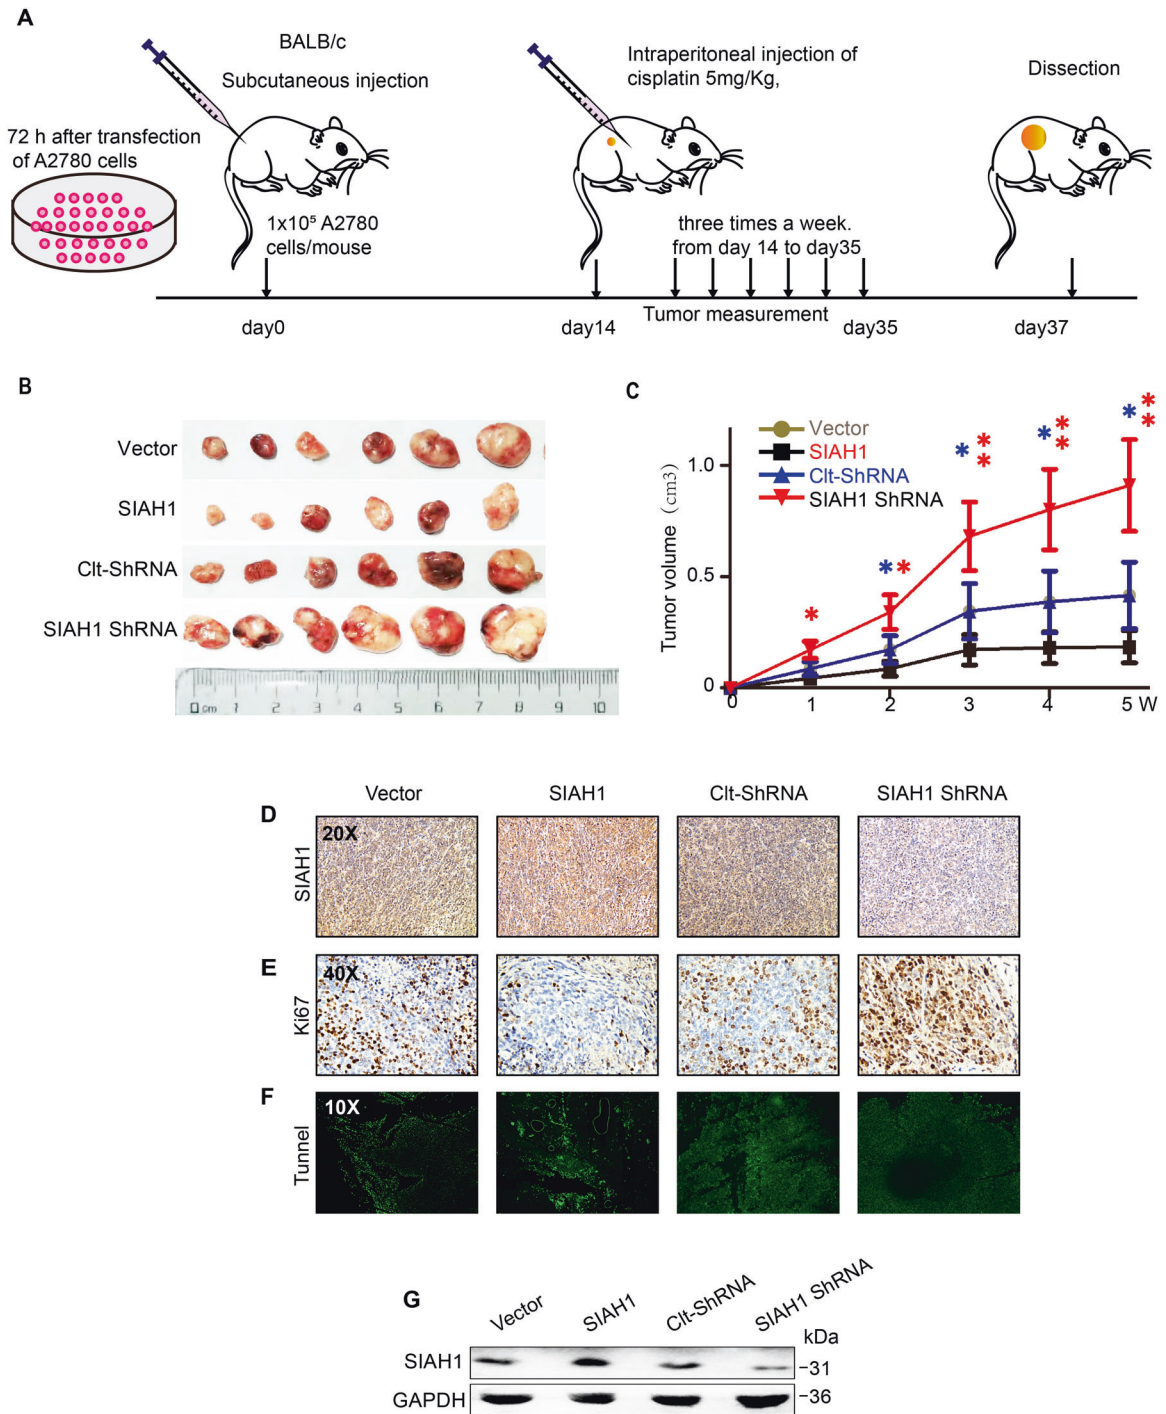 A
BALB/c
Subcutaneous injection
Intraperitoneal injection of
cisplatin 5mg/Kg,
Dissection
72 h after transfection
of A2780 cells
1x10⁵ A2780
cells/mouse
three times a week.
from day 14 to day35
Tumor measurement
day0
day14
day35
day37
B
Vector
SIAH1
Clt-ShRNA
SIAH1 ShRNA
0 cm 1 2 3 4 5 6 7 8 9 10
C
Vector
SIAH1
Clt-ShRNA
SIAH1 ShRNA
* * *
* * *
* * *
* *
*
Tumor volume (cm3)
1.0
0.5
0
0 1 2 3 4 5 W
Vector SIAH1 Clt-ShRNA SIAH1 ShRNA
D
SIAH1
20X
E
Ki67
40X
F
Tunnel
10X
G
Vector SIAH1 Clt-ShRNA SIAH1 ShRNA
kDa
SIAH1
-31
GAPDH
-36